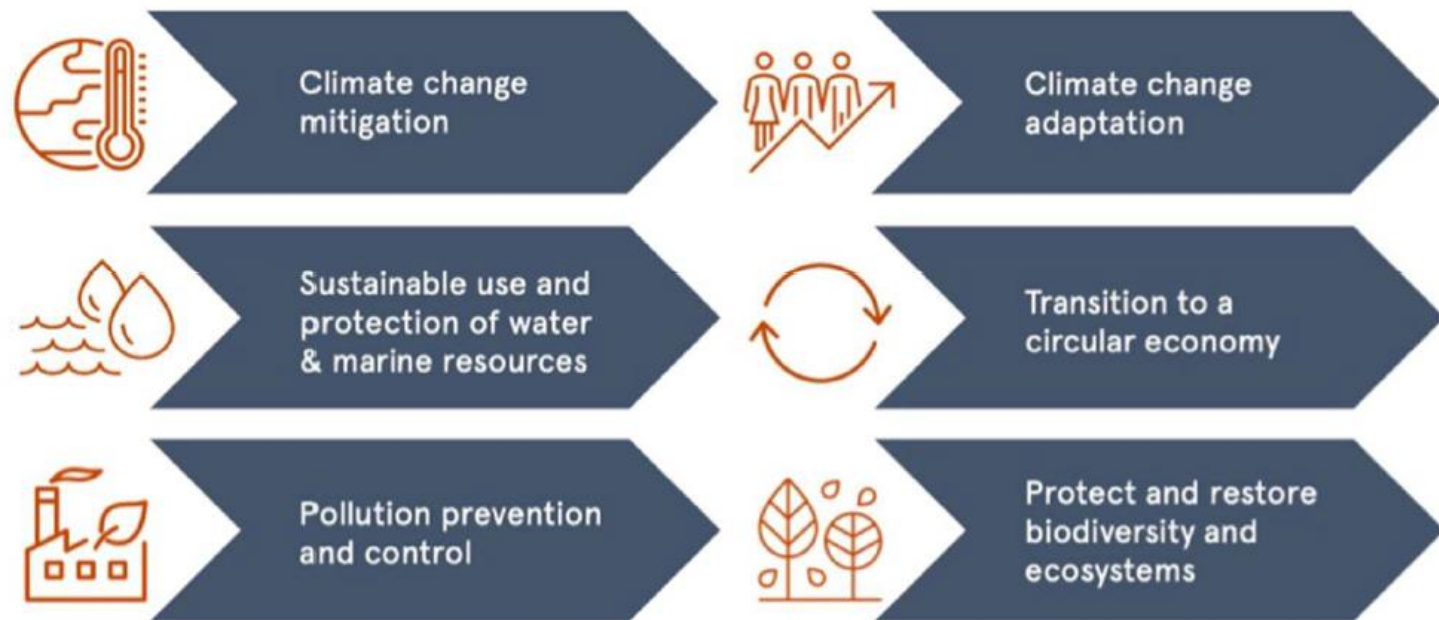 Climate change
mitigation
Climate change
adaptation
Sustainable use and
protection of water
& marine resources
Transition to a
circular economy
Pollution prevention
and control
Protect and restore
biodiversity and
ecosystems